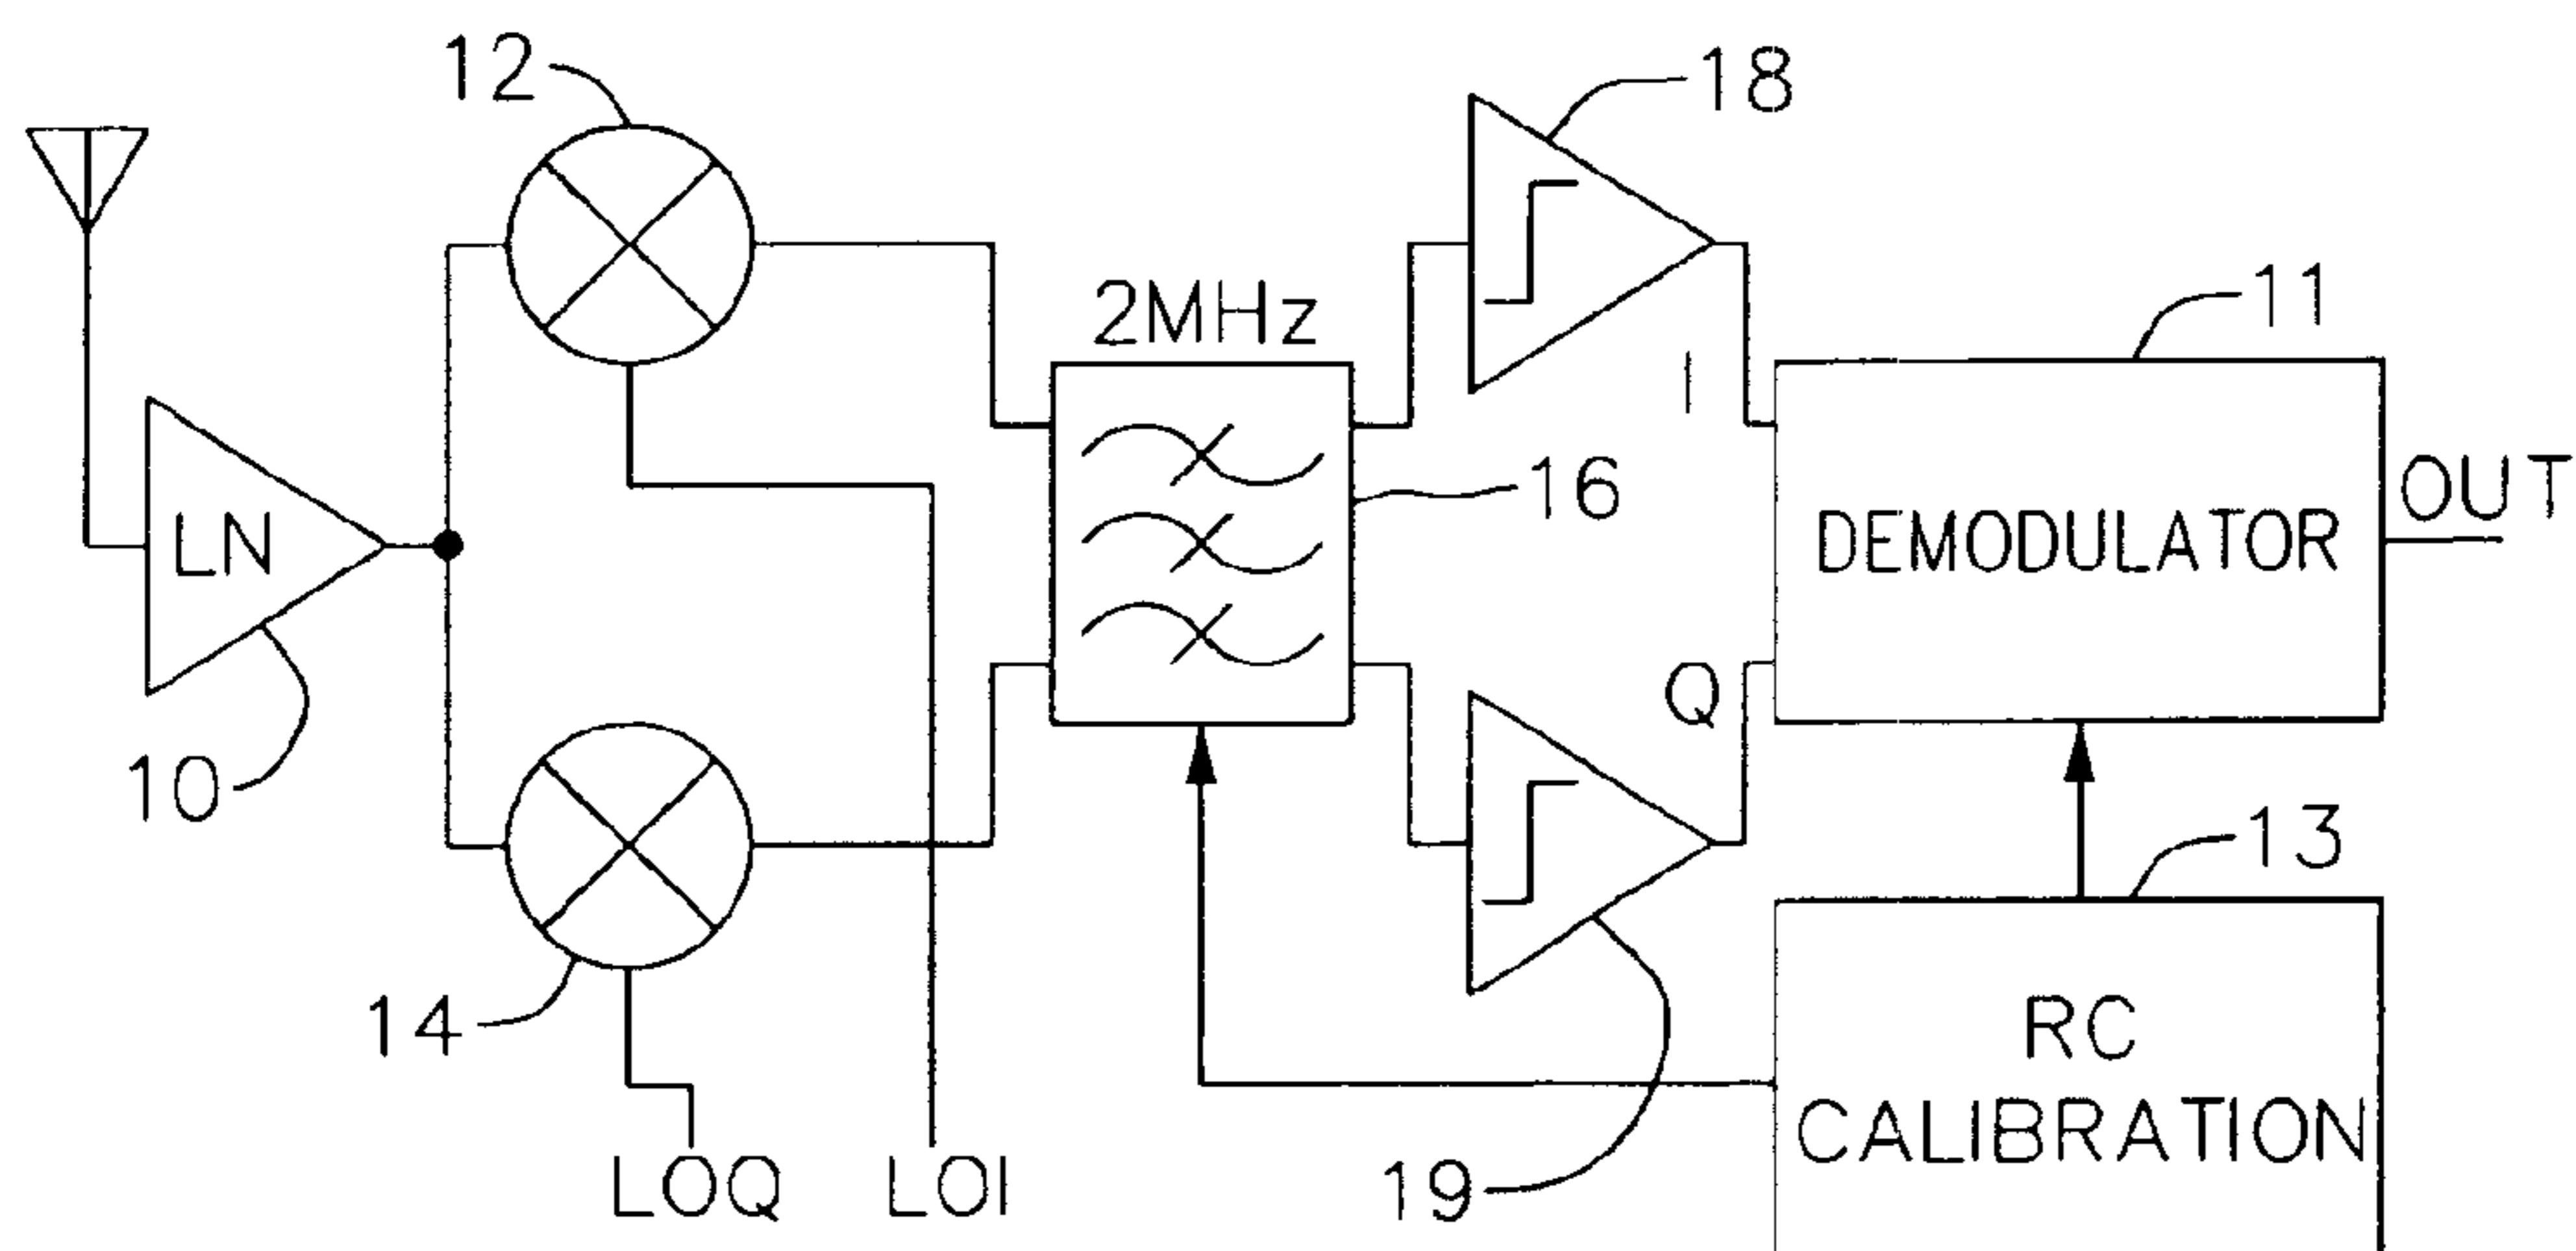 12
18
2MHz
11
I
LN
16
DEMODULATOR
OUT
Q
10
13
14
RC
CALIBRATION
LOQ
LOI
19